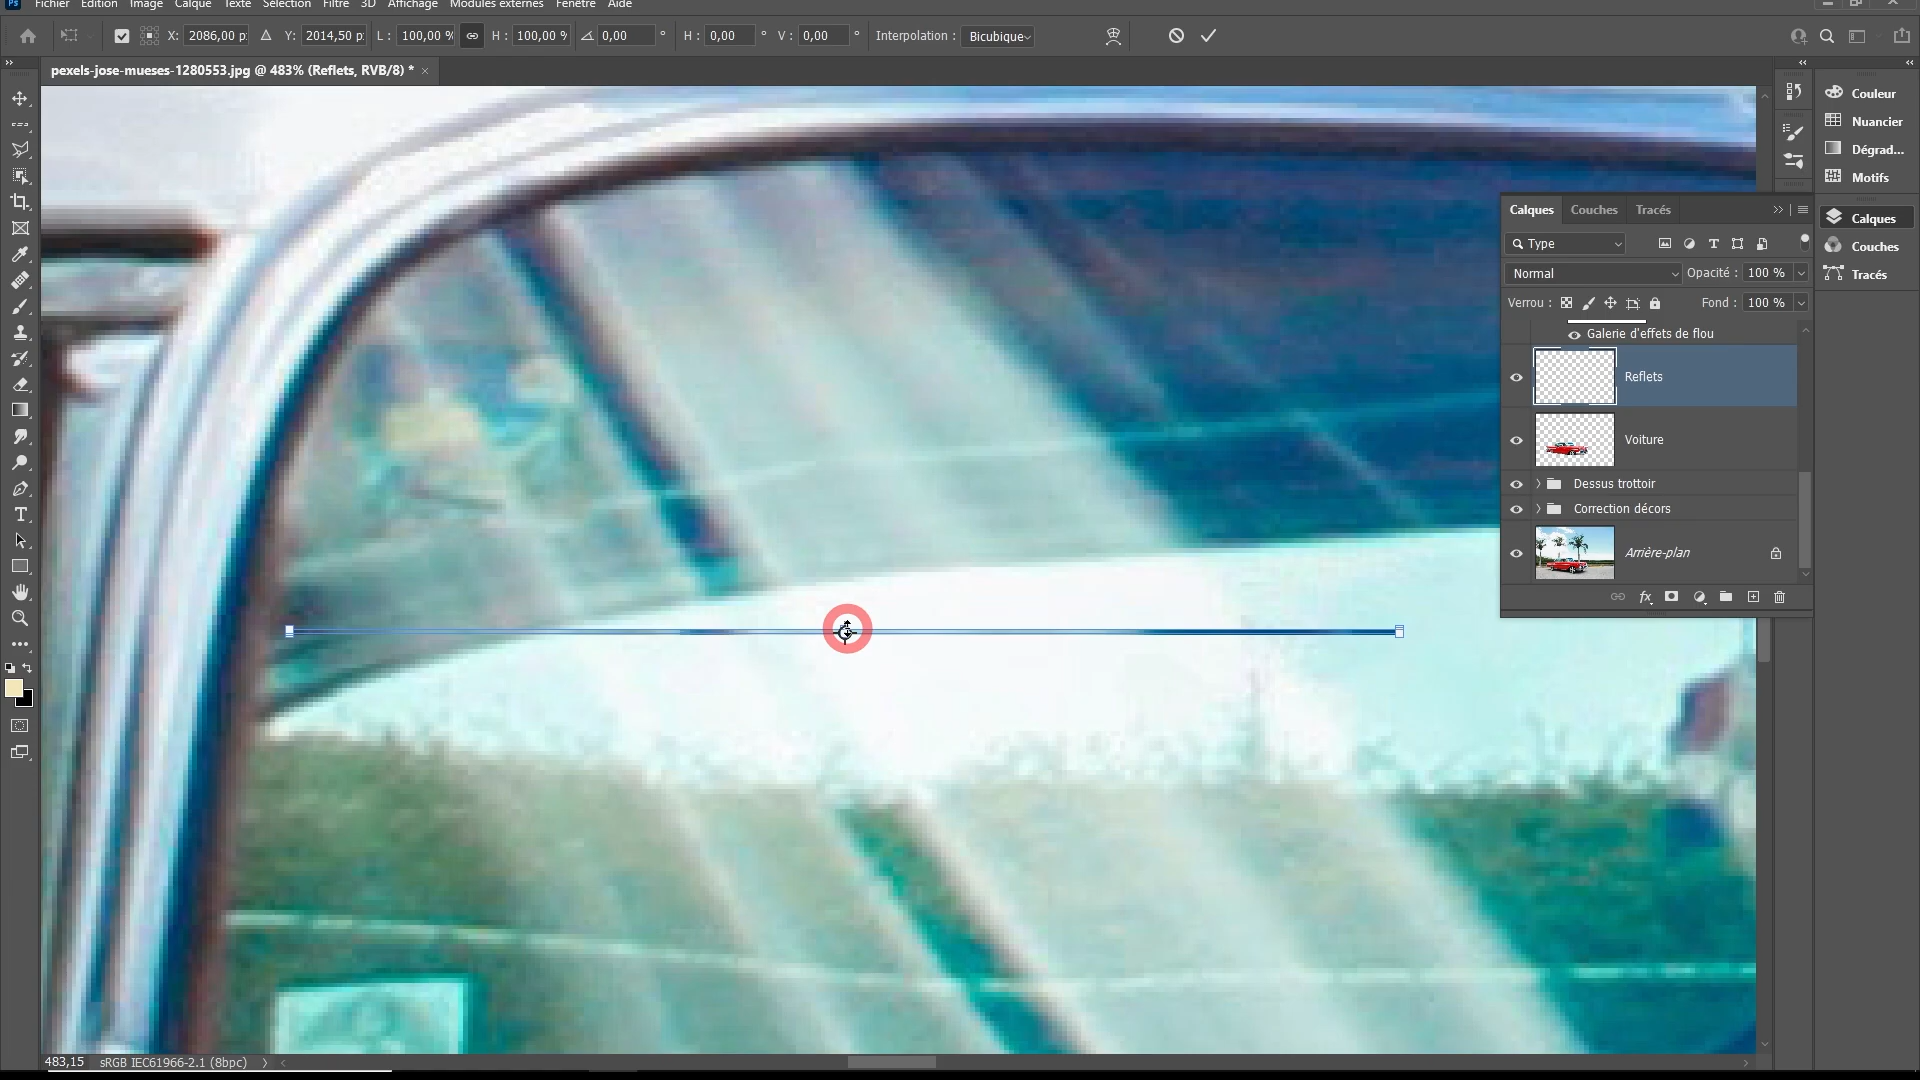 Ps Fichier Edition Image Calque Texte Sélection Filtre 3D Affichage Modules externes Fenêtre Aide
X: 2086,00 p: Y: 2014,50 p: L : 100,00 % H : 100,00 % 0,00 ° H : 0,00 ° V : 0,00 ° Interpolation : Bicubique
pexels-jose-mueses-1280553.jpg @ 483% (Reflets, RVB/8) * ×
Couleur
Nuancier
Dégrad...
Motifs
Calques
Couches
Tracés
Calques Couches Tracés
Type
Normal Opacité : 100 %
Verrou : Fond : 100 %
Galerie d'effets de flou
Reflets
Voiture
Dessus trottoir
Correction décors
Arrière-plan
fx
483,15 sRGB IEC61966-2.1 (8bpc)